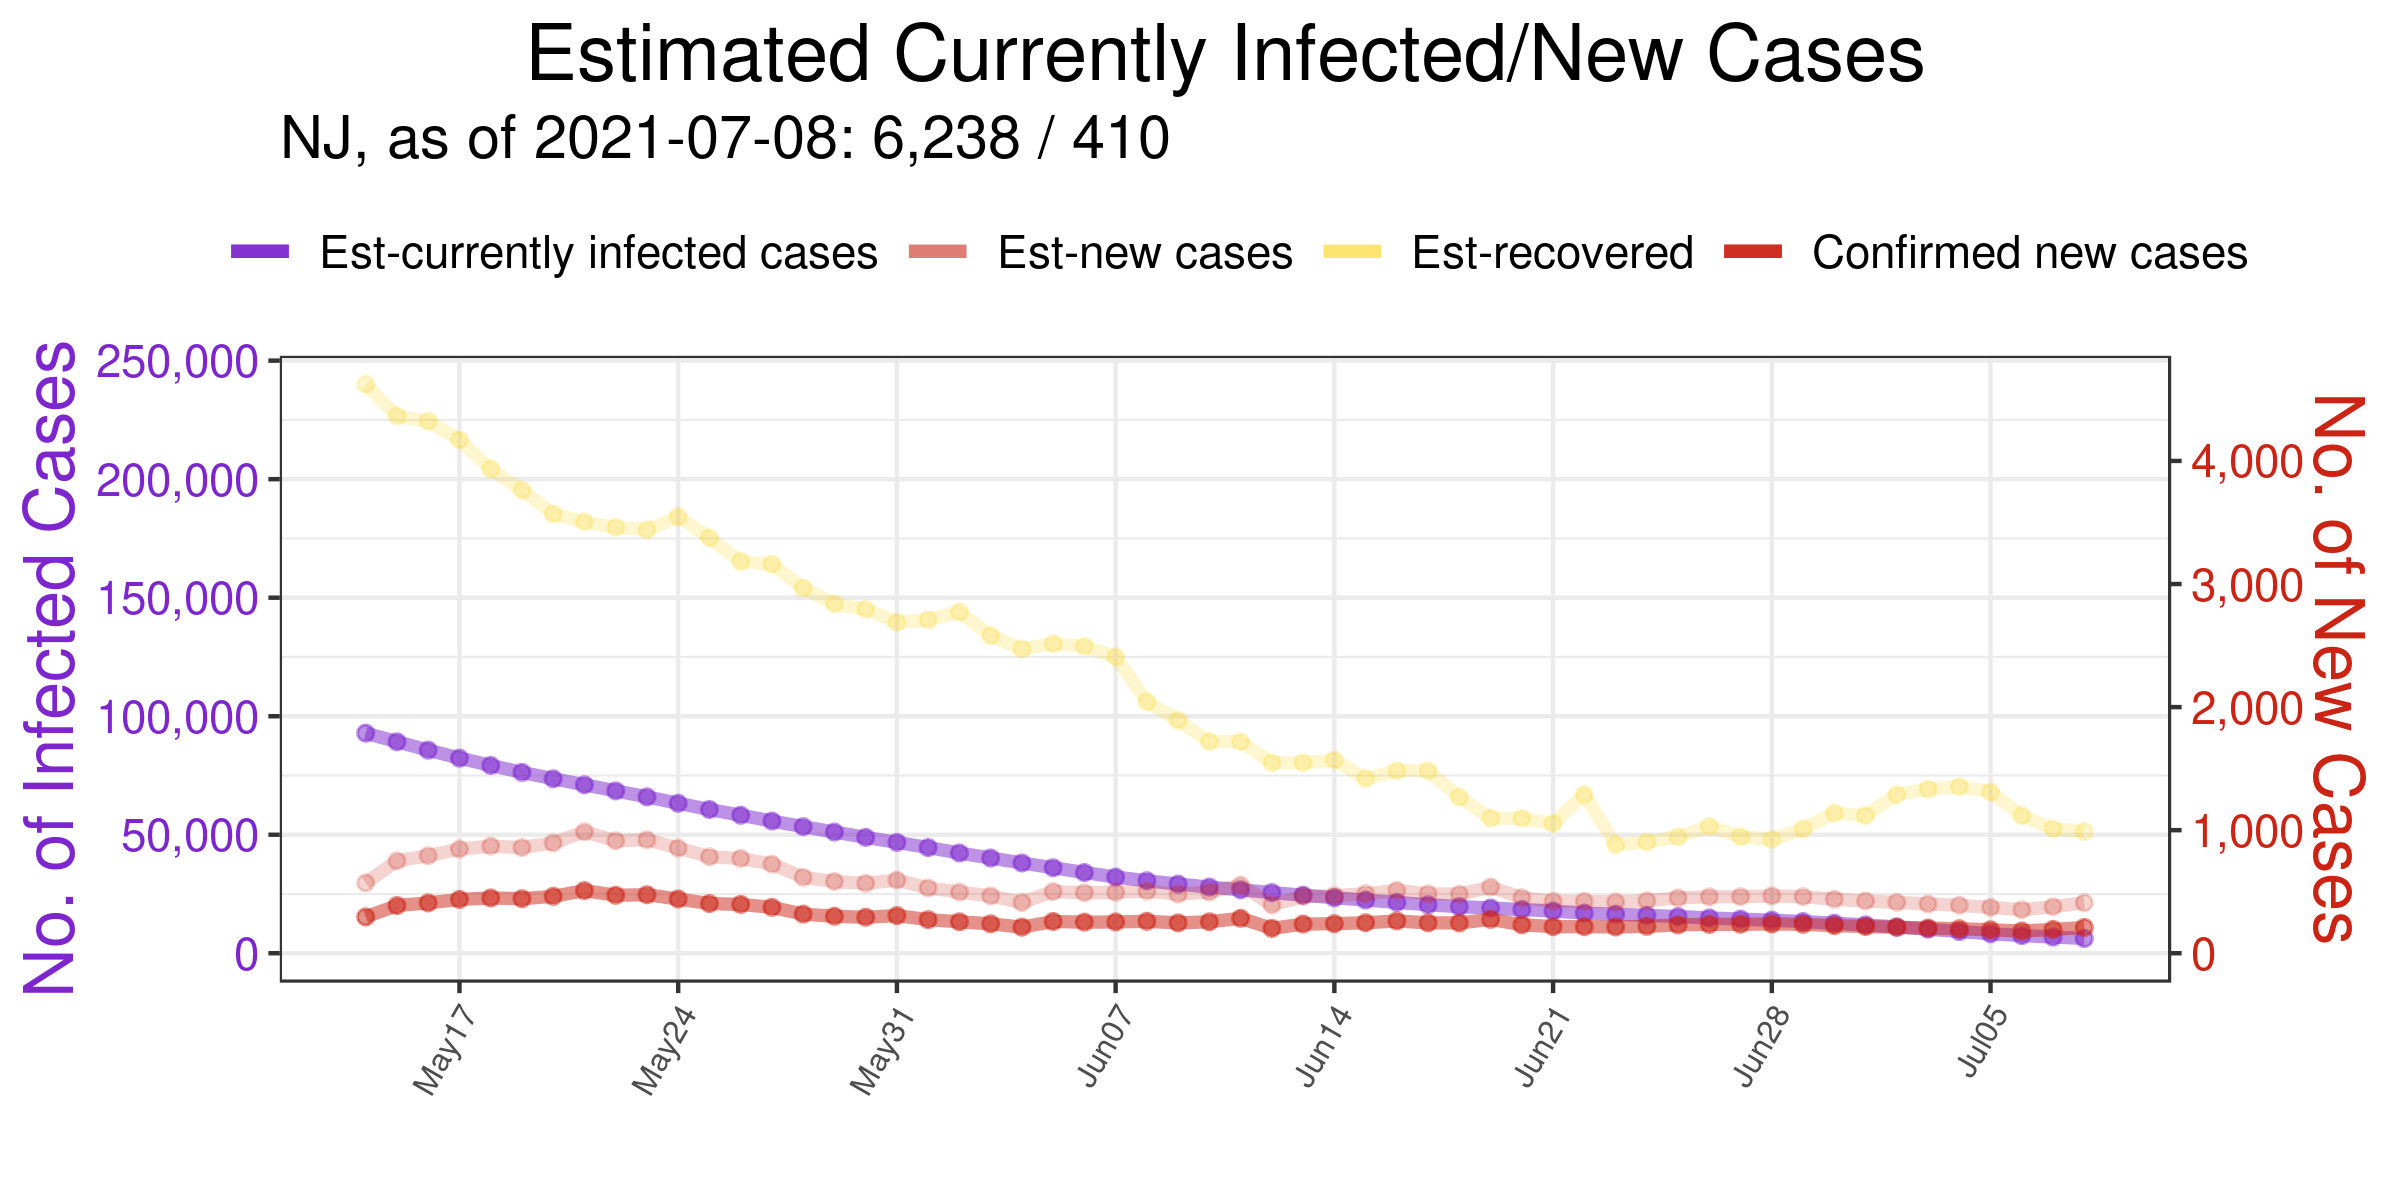 Estimated Currently Infected/New Cases
NJ, as of 2021-07-08: 6,238 / 410
Est-currently infected cases Est-new cases Est-recovered Confirmed new cases
No. of Infected Cases
250,000
200,000
150,000
100,000
50,000
0
4,000
3,000
2,000
1,000
0
No. of New Cases
May17 May24 May31 Jun07 Jun14 Jun21 Jun28 Jul05